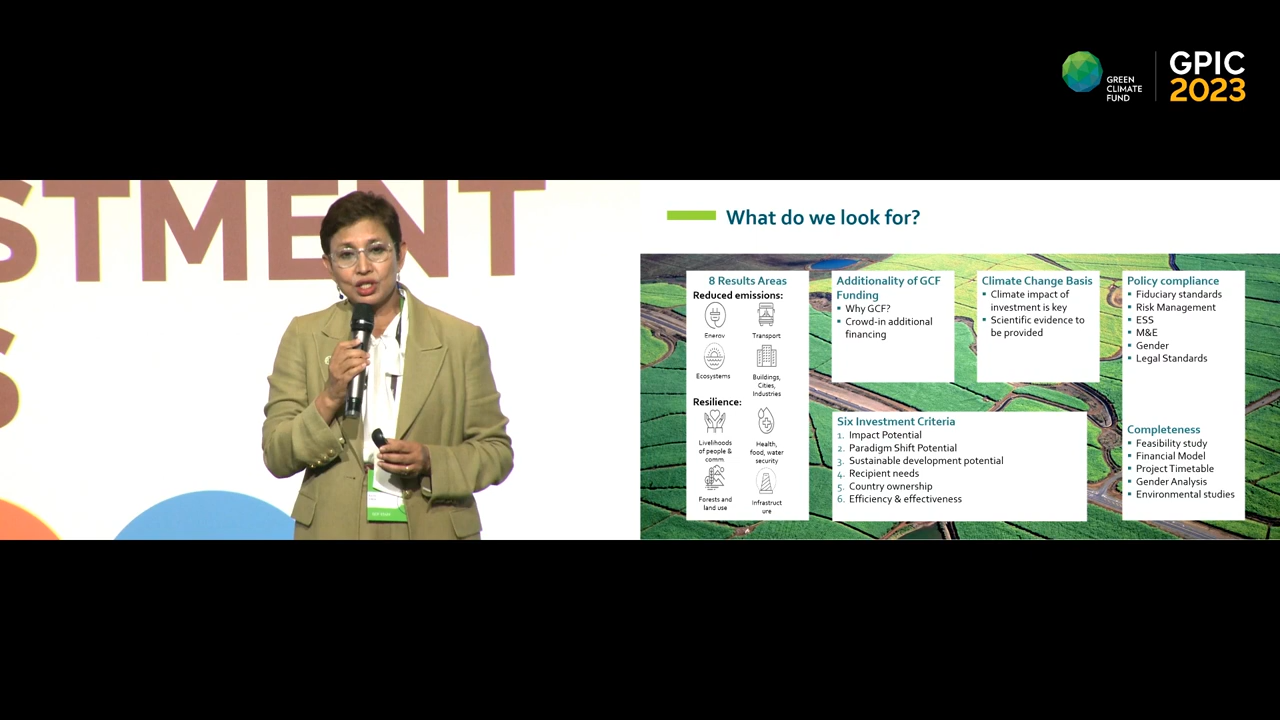 GREEN
CLIMATE
FUND
GPIC
2023
STMENT
S
What do we look for?
8 Results Areas
Reduced emissions:
Energy
Transport
Ecosystems
Buildings,
Cities,
Industries
Resilience:
Livelihoods
of people &
comm.
Health,
food, water
security
Forests and
land use
Infrastruct
ure
Additionality of GCF
Funding
▪ Why GCF?
▪ Crowd-in additional
financing
Climate Change Basis
▪ Climate impact of
investment is key
▪ Scientific evidence to
be provided
Six Investment Criteria
1. Impact Potential
2. Paradigm Shift Potential
3. Sustainable development potential
4. Recipient needs
5. Country ownership
6. Efficiency & effectiveness
Policy compliance
▪ Fiduciary standards
▪ Risk Management
▪ ESS
▪ M&E
▪ Gender
▪ Legal Standards
Completeness
▪ Feasibility study
▪ Financial Model
▪ Project Timetable
▪ Gender Analysis
▪ Environmental studies